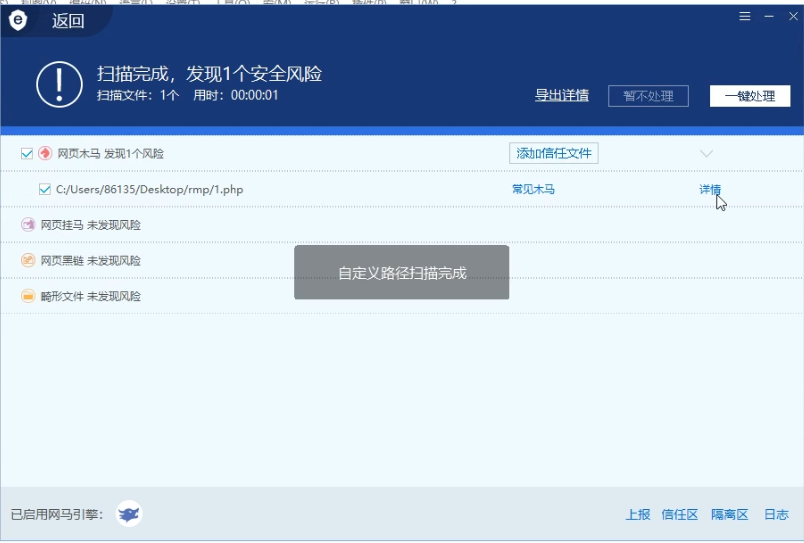 返回
扫描完成，发现1个安全风险
扫描文件：1个 用时：00:00:01
导出详情 暂不处理 一键处理
网页木马 发现1个风险 添加信任文件
C:/Users/86135/Desktop/rmp/1.php 常见木马 详情
网页挂马 未发现风险
网页黑链 未发现风险
自定义路径扫描完成
畸形文件 未发现风险
已启用网马引擎： 上报 信任区 隔离区 日志